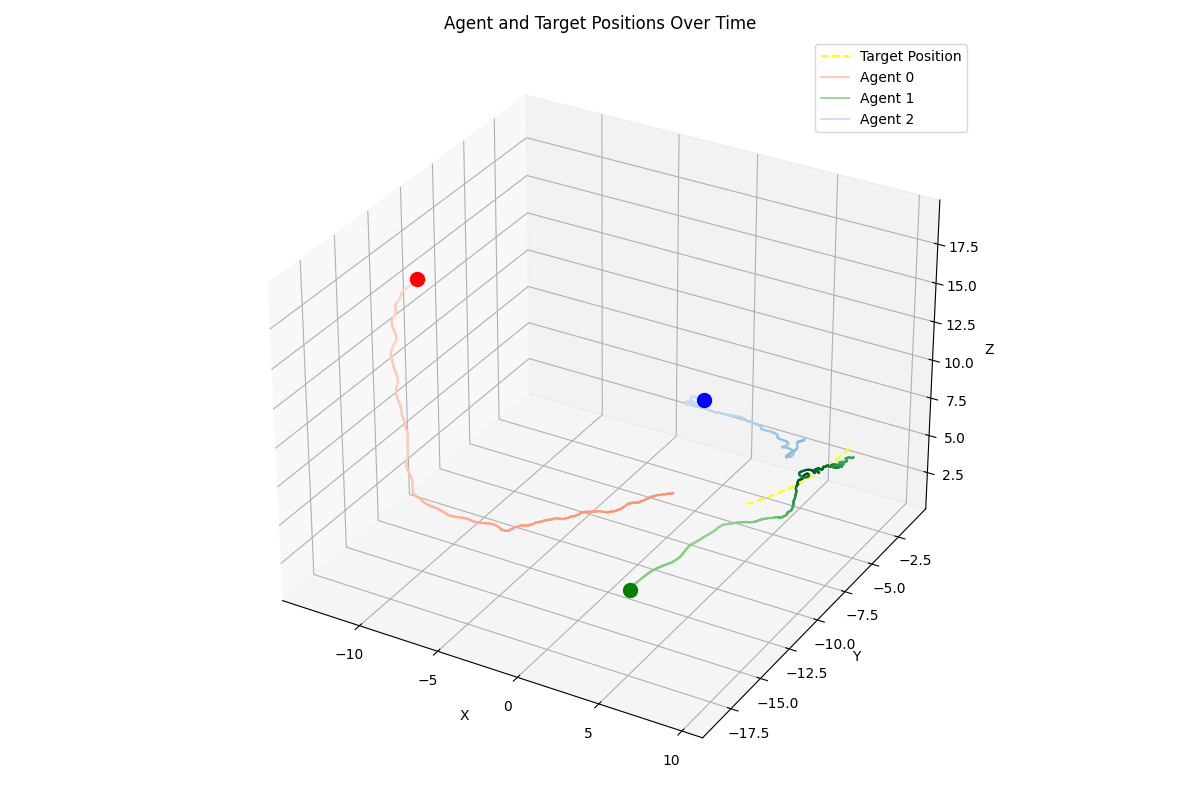 Agent and Target Positions Over Time
Target Position
Agent 0
Agent 1
Agent 2
17.5
15.0
12.5
10.0
7.5
5.0
2.5
Z
−2.5
−5.0
−7.5
−10.0
−12.5
−15.0
−17.5
Y
−10
−5
0
5
10
X